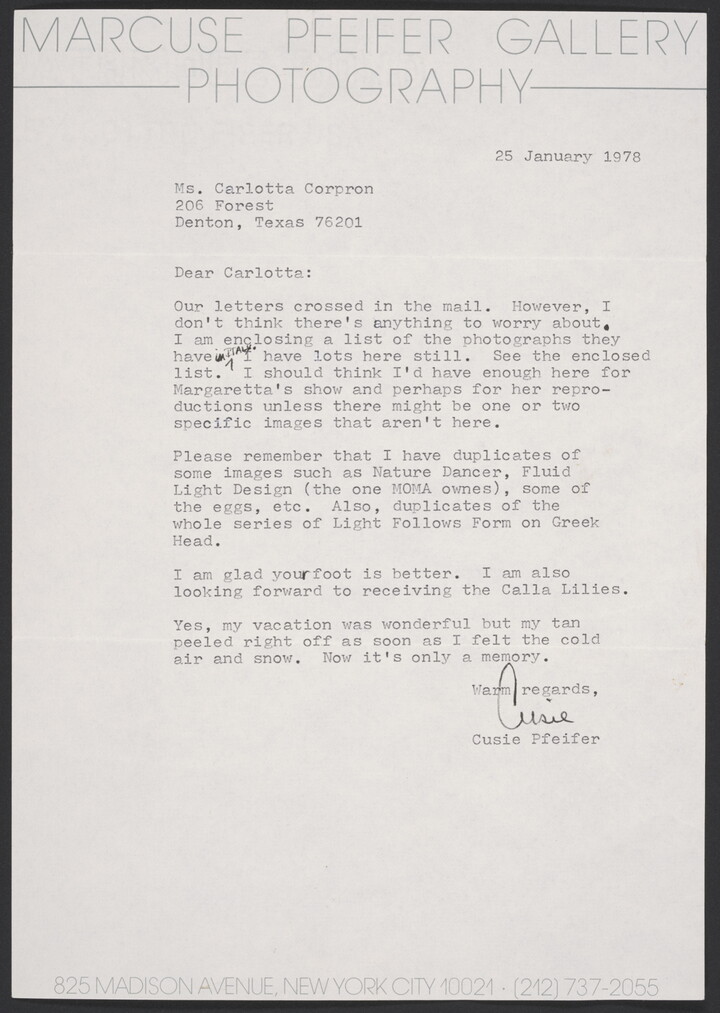 MARCUSE PFEIFER GALLERY
PHOTOGRAPHY
25 January 1978
Ms. Carlotta Corpron
206 Forest
Denton, Texas 76201
Dear Carlotta:
Our letters crossed in the mail. However, I
don't think there's anything to worry about.
I am enclosing a list of the photographs they
have in ITALY. I have lots here still. See the enclosed
list. I should think I'd have enough here for
Margaretta's show and perhaps for her repro-
ductions unless there might be one or two
specific images that aren't here.
Please remember that I have duplicates of
some images such as Nature Dancer, Fluid
Light Design (the one MOMA ownes), some of
the eggs, etc. Also, duplicates of the
whole series of Light Follows Form on Greek
Head.
I am glad your foot is better. I am also
looking forward to receiving the Calla Lilies.
Yes, my vacation was wonderful but my tan
peeled right off as soon as I felt the cold
air and snow. Now it's only a memory.
Warm regards,
Cusie
Cusie Pfeifer
825 MADISON AVENUE, NEW YORK CITY 10021 · (212) 737-2055